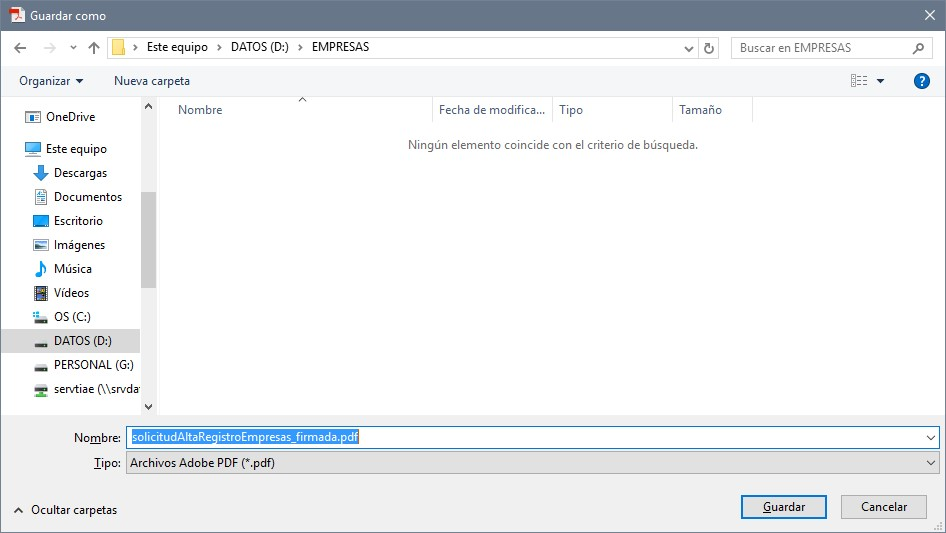 Guardar como
Este equipo > DATOS (D:) > EMPRESAS
Buscar en EMPRESAS
Organizar
Nueva carpeta
?
Nombre
Fecha de modifica...
Tipo
Tamaño
Ningún elemento coincide con el criterio de búsqueda.
OneDrive
Este equipo
Descargas
Documentos
Escritorio
Imágenes
Música
Vídeos
OS (C:)
DATOS (D:)
PERSONAL (G:)
servtiae (\\srvda
Nombre: solicitudAltaRegistroEmpresas_firmada.pdf
Tipo: Archivos Adobe PDF (*.pdf)
Ocultar carpetas
Guardar
Cancelar